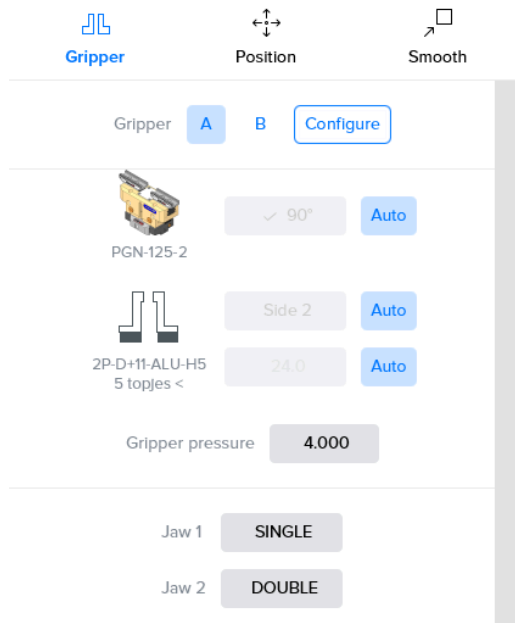 Gripper Position Smooth
Gripper A B Configure
90° Auto
PGN-125-2
Side 2 Auto
2P-D+11-ALU-H5
5 topjes <
24.0 Auto
Gripper pressure 4.000
Jaw 1 SINGLE
Jaw 2 DOUBLE